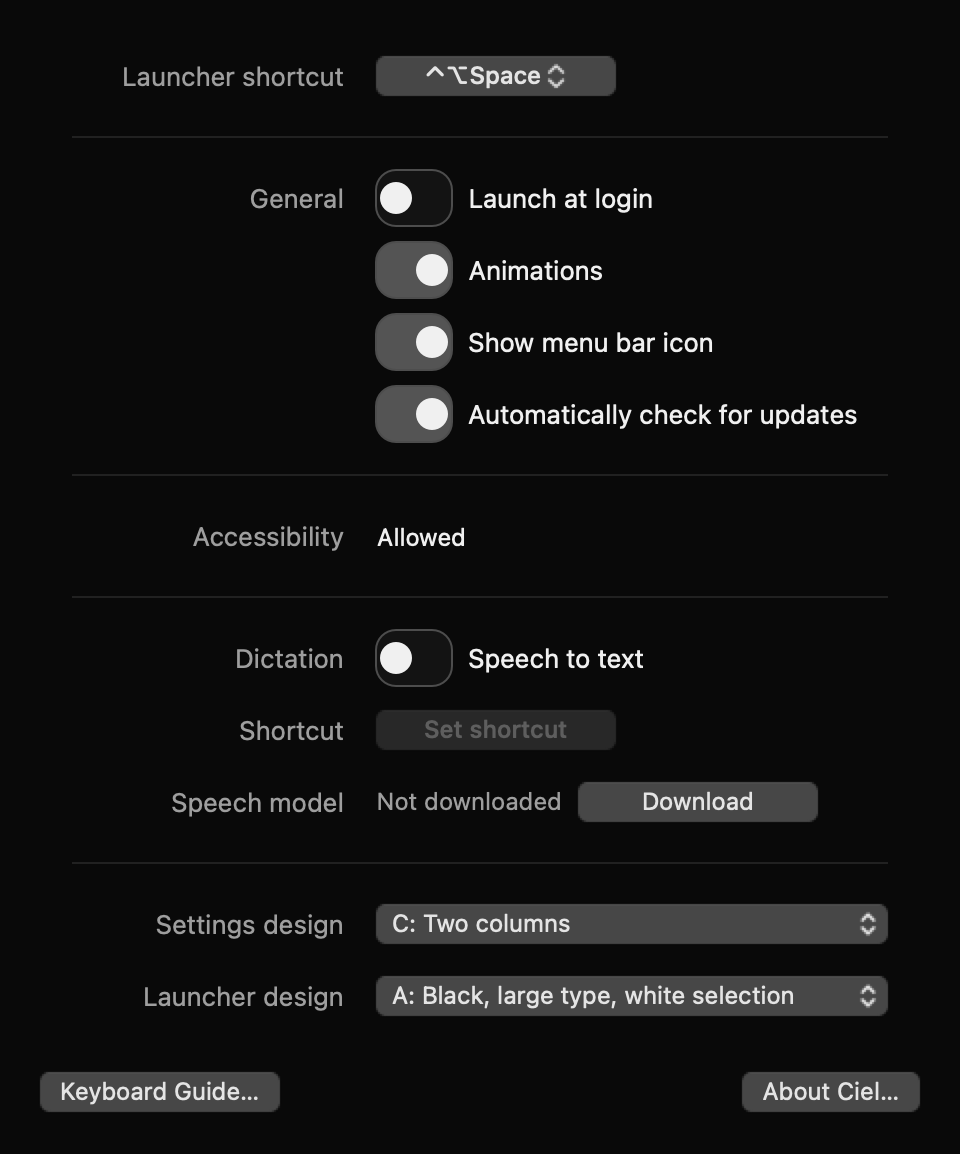 Launcher shortcut ⌃⌥Space
General Launch at login
Animations
Show menu bar icon
Automatically check for updates
Accessibility Allowed
Dictation Speech to text
Shortcut Set shortcut
Speech model Not downloaded Download
Settings design C: Two columns
Launcher design A: Black, large type, white selection
Keyboard Guide... About Ciel...